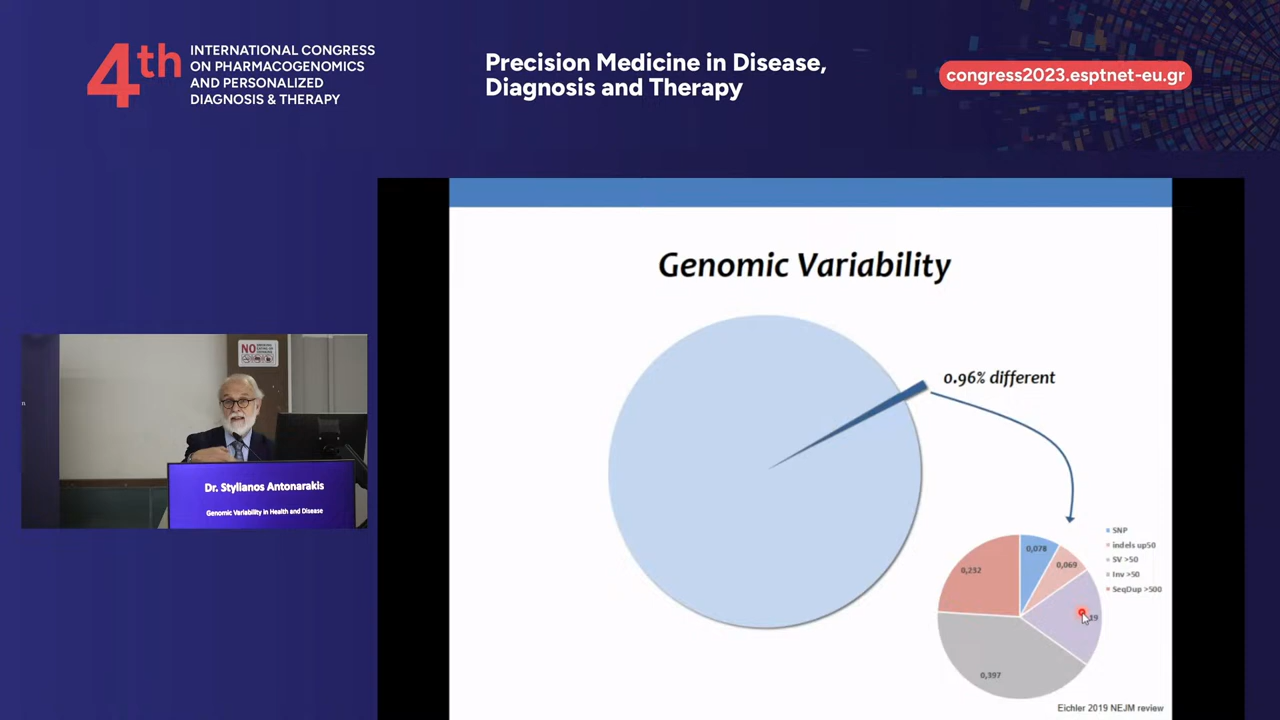 4th
INTERNATIONAL CONGRESS
ON PHARMACOGENOMICS
AND PERSONALIZED
DIAGNOSIS & THERAPY
Precision Medicine in Disease,
Diagnosis and Therapy
congress2023.esptnet-eu.gr
NO
Dr. Stylianos Antonarakis
Genomic Variability in Health and Disease
Genomic Variability
0.96% different
SNP
indels up50
SV >50
Inv >50
SeqDup >500
0,078
0,069
0,232
19
0,397
Eichler 2019 NEJM review